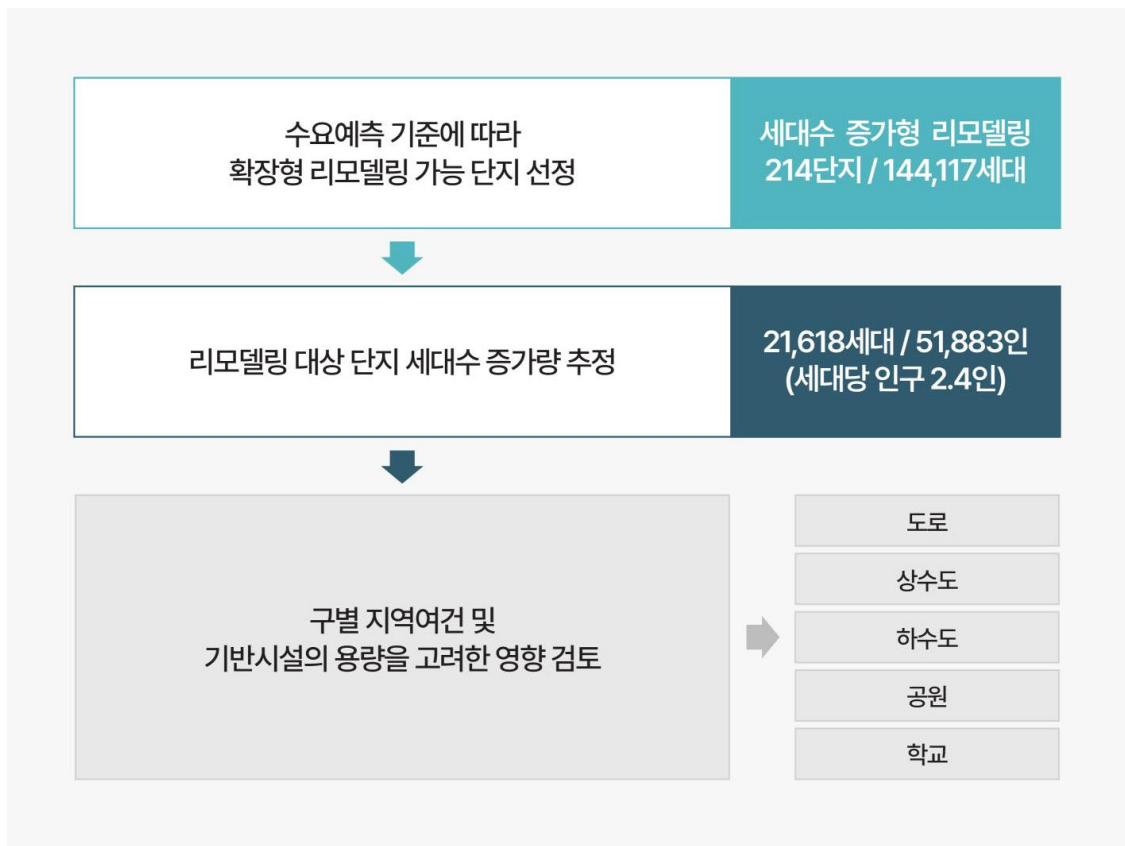 수요예측 기준에 따라
확장형 리모델링 가능 단지 선정
세대수 증가형 리모델링
214단지 / 144,117세대
리모델링 대상 단지 세대수 증가량 추정
21,618세대 / 51,883인
(세대당 인구 2.4인)
구별 지역여건 및
기반시설의 용량을 고려한 영향 검토
도로
상수도
하수도
공원
학교